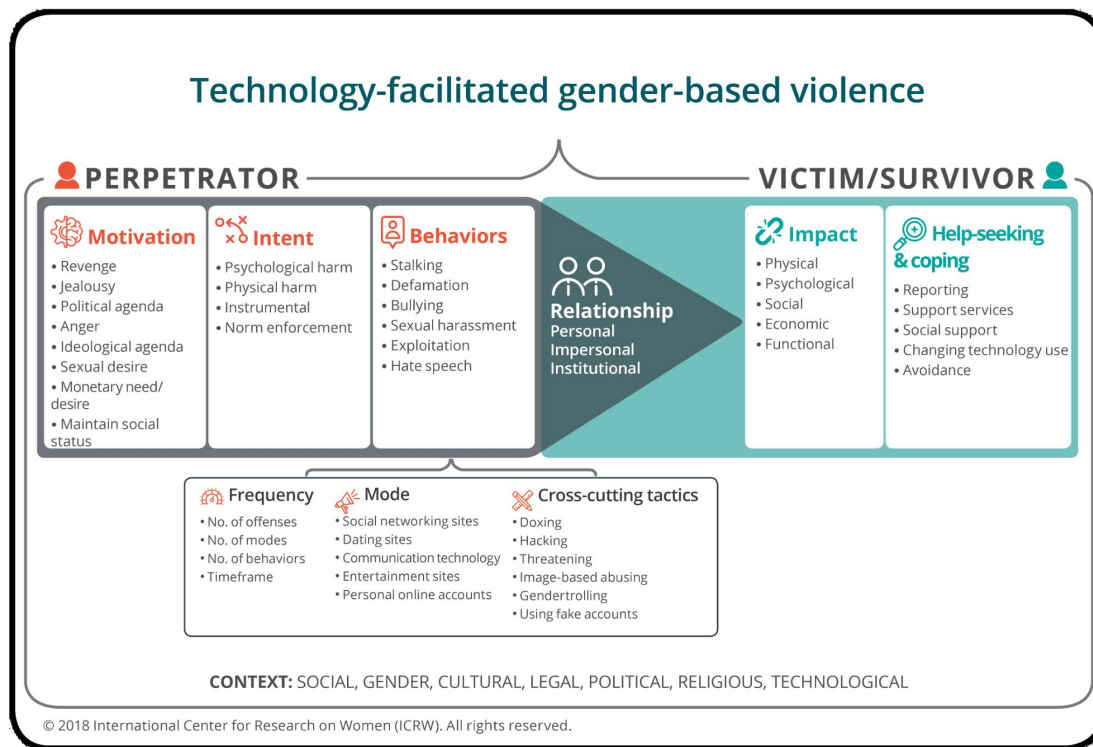 Technology-facilitated gender-based violence
PERPETRATOR
VICTIM/SURVIVOR
Motivation
• Revenge
• Jealousy
• Political agenda
• Anger
• Ideological agenda
• Sexual desire
• Monetary need/
desire
• Maintain social
status
Intent
• Psychological harm
• Physical harm
• Instrumental
• Norm enforcement
Behaviors
• Stalking
• Defamation
• Bullying
• Sexual harassment
• Exploitation
• Hate speech
Relationship
Personal
Impersonal
Institutional
Impact
• Physical
• Psychological
• Social
• Economic
• Functional
Help-seeking
& coping
• Reporting
• Support services
• Social support
• Changing technology use
• Avoidance
Frequency
• No. of offenses
• No. of modes
• No. of behaviors
• Timeframe
Mode
• Social networking sites
• Dating sites
• Communication technology
• Entertainment sites
• Personal online accounts
Cross-cutting tactics
• Doxing
• Hacking
• Threatening
• Image-based abusing
• Gendertrolling
• Using fake accounts
CONTEXT: SOCIAL, GENDER, CULTURAL, LEGAL, POLITICAL, RELIGIOUS, TECHNOLOGICAL
© 2018 International Center for Research on Women (ICRW). All rights reserved.